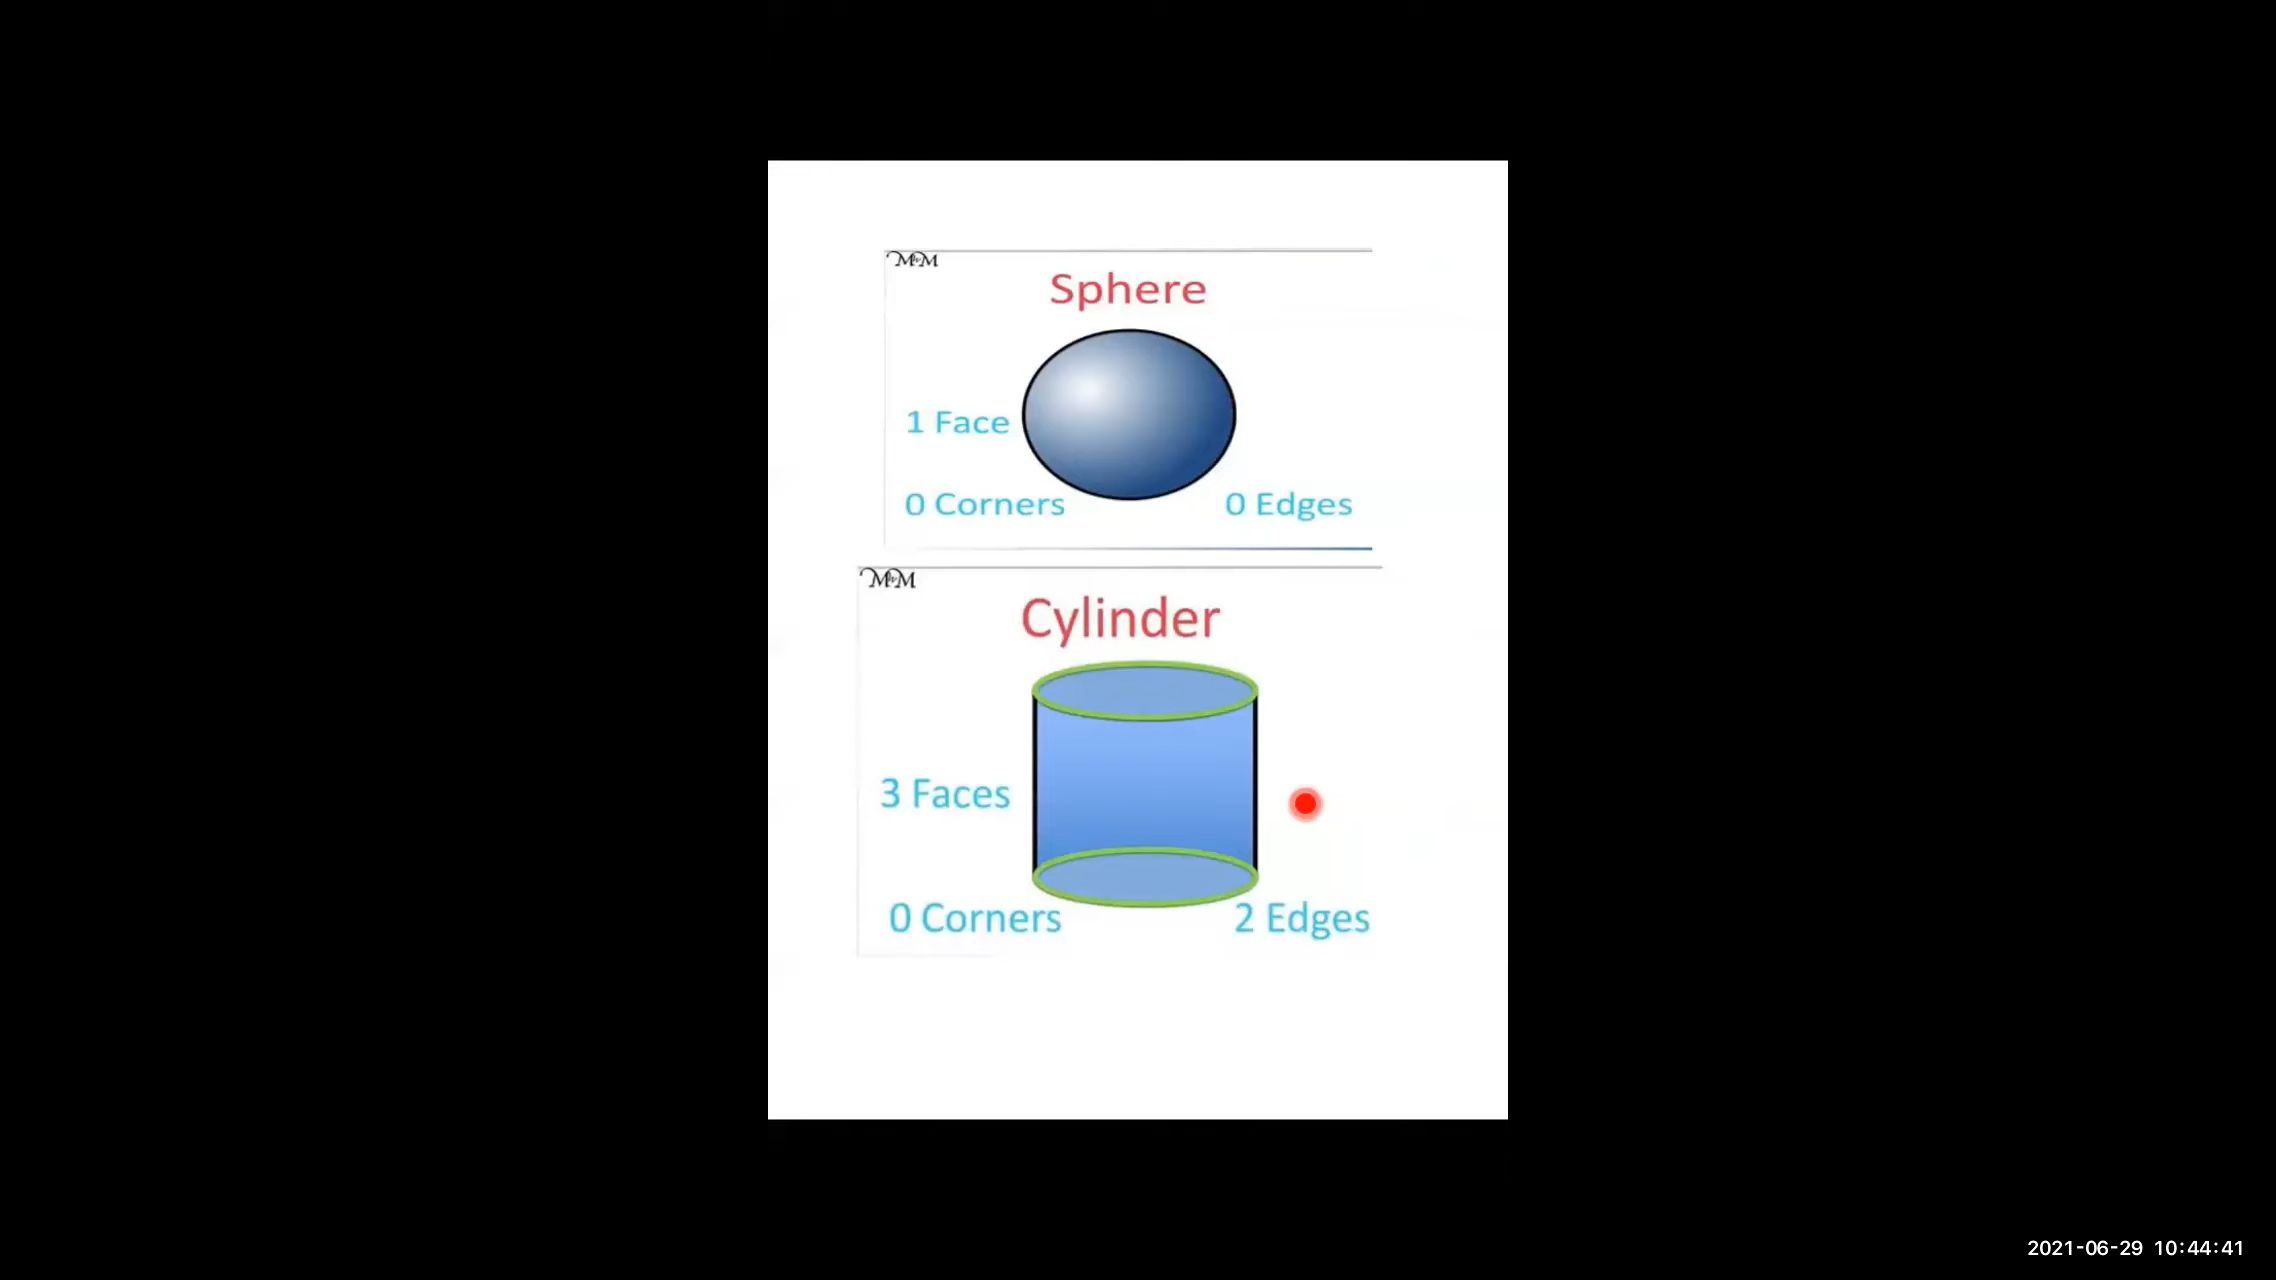 M&M
Sphere
1 Face
0 Corners
0 Edges
M&M
Cylinder
3 Faces
0 Corners
2 Edges
2021-06-29 10:44:41